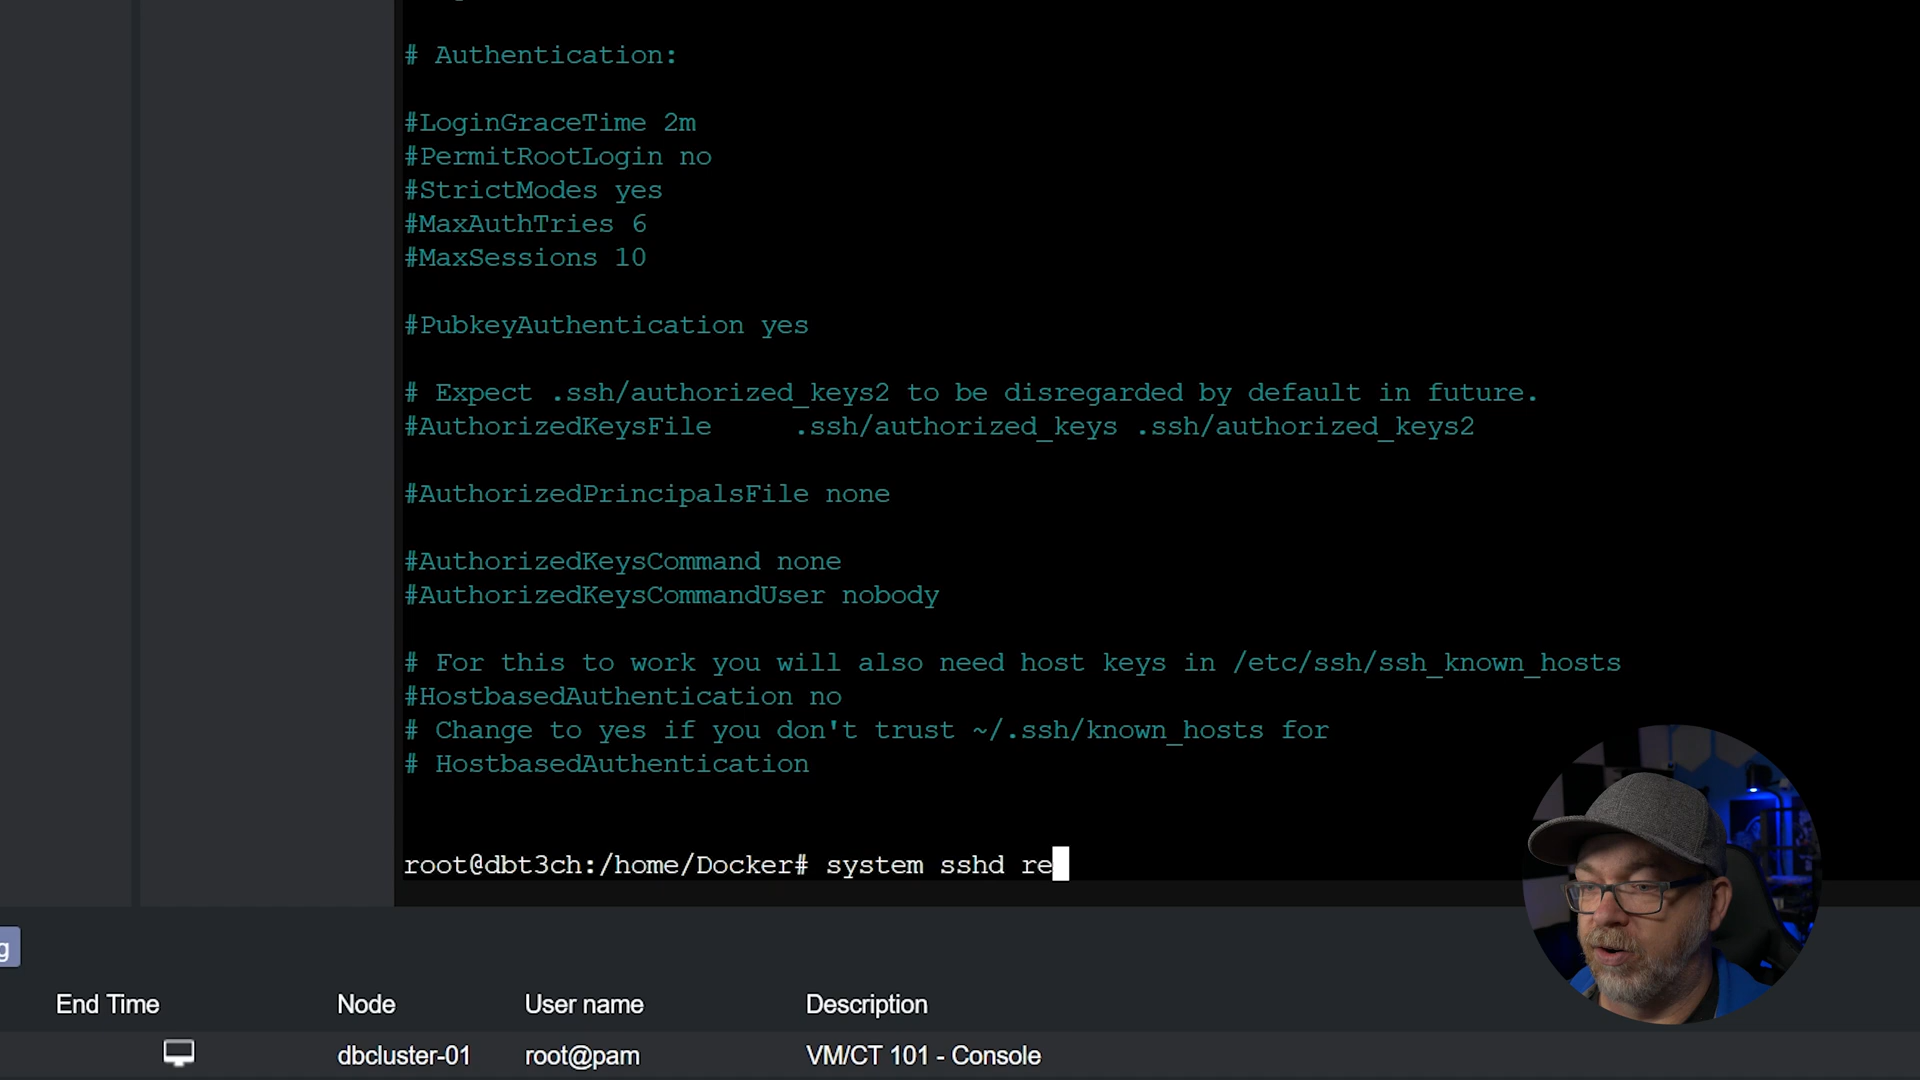 # Authentication:
#LoginGraceTime 2m
#PermitRootLogin no
#StrictModes yes
#MaxAuthTries 6
#MaxSessions 10
#PubkeyAuthentication yes
# Expect .ssh/authorized_keys2 to be disregarded by default in future.
#AuthorizedKeysFile .ssh/authorized_keys .ssh/authorized_keys2
#AuthorizedPrincipalsFile none
#AuthorizedKeysCommand none
#AuthorizedKeysCommandUser nobody
# For this to work you will also need host keys in /etc/ssh/ssh_known_hosts
#HostbasedAuthentication no
# Change to yes if you don't trust ~/.ssh/known_hosts for
# HostbasedAuthentication
root@dbt3ch:/home/Docker# system sshd re
End Time Node User name Description
dbcluster-01 root@pam VM/CT 101 - Console